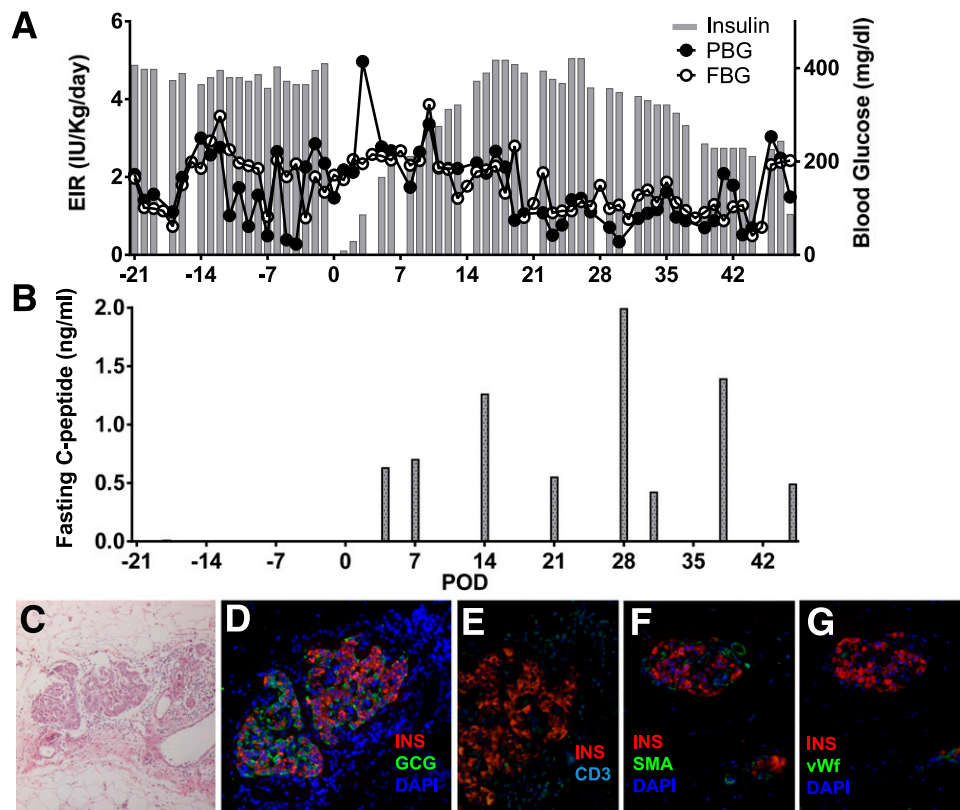 A
EIR (IU/Kg/day)
6
4
2
0
Insulin
PBG
FBG
400
200
0
Blood Glucose (mg/dl)
-21 -14 -7 0 7 14 21 28 35 42
B
Fasting C-peptide (ng/ml)
2.0
1.5
1.0
0.5
0.0
-21 -14 -7 0 7 14 21 28 35 42
POD
C
D
INS
GCG
DAPI
E
INS
CD3
F
INS
SMA
DAPI
G
INS
vWf
DAPI